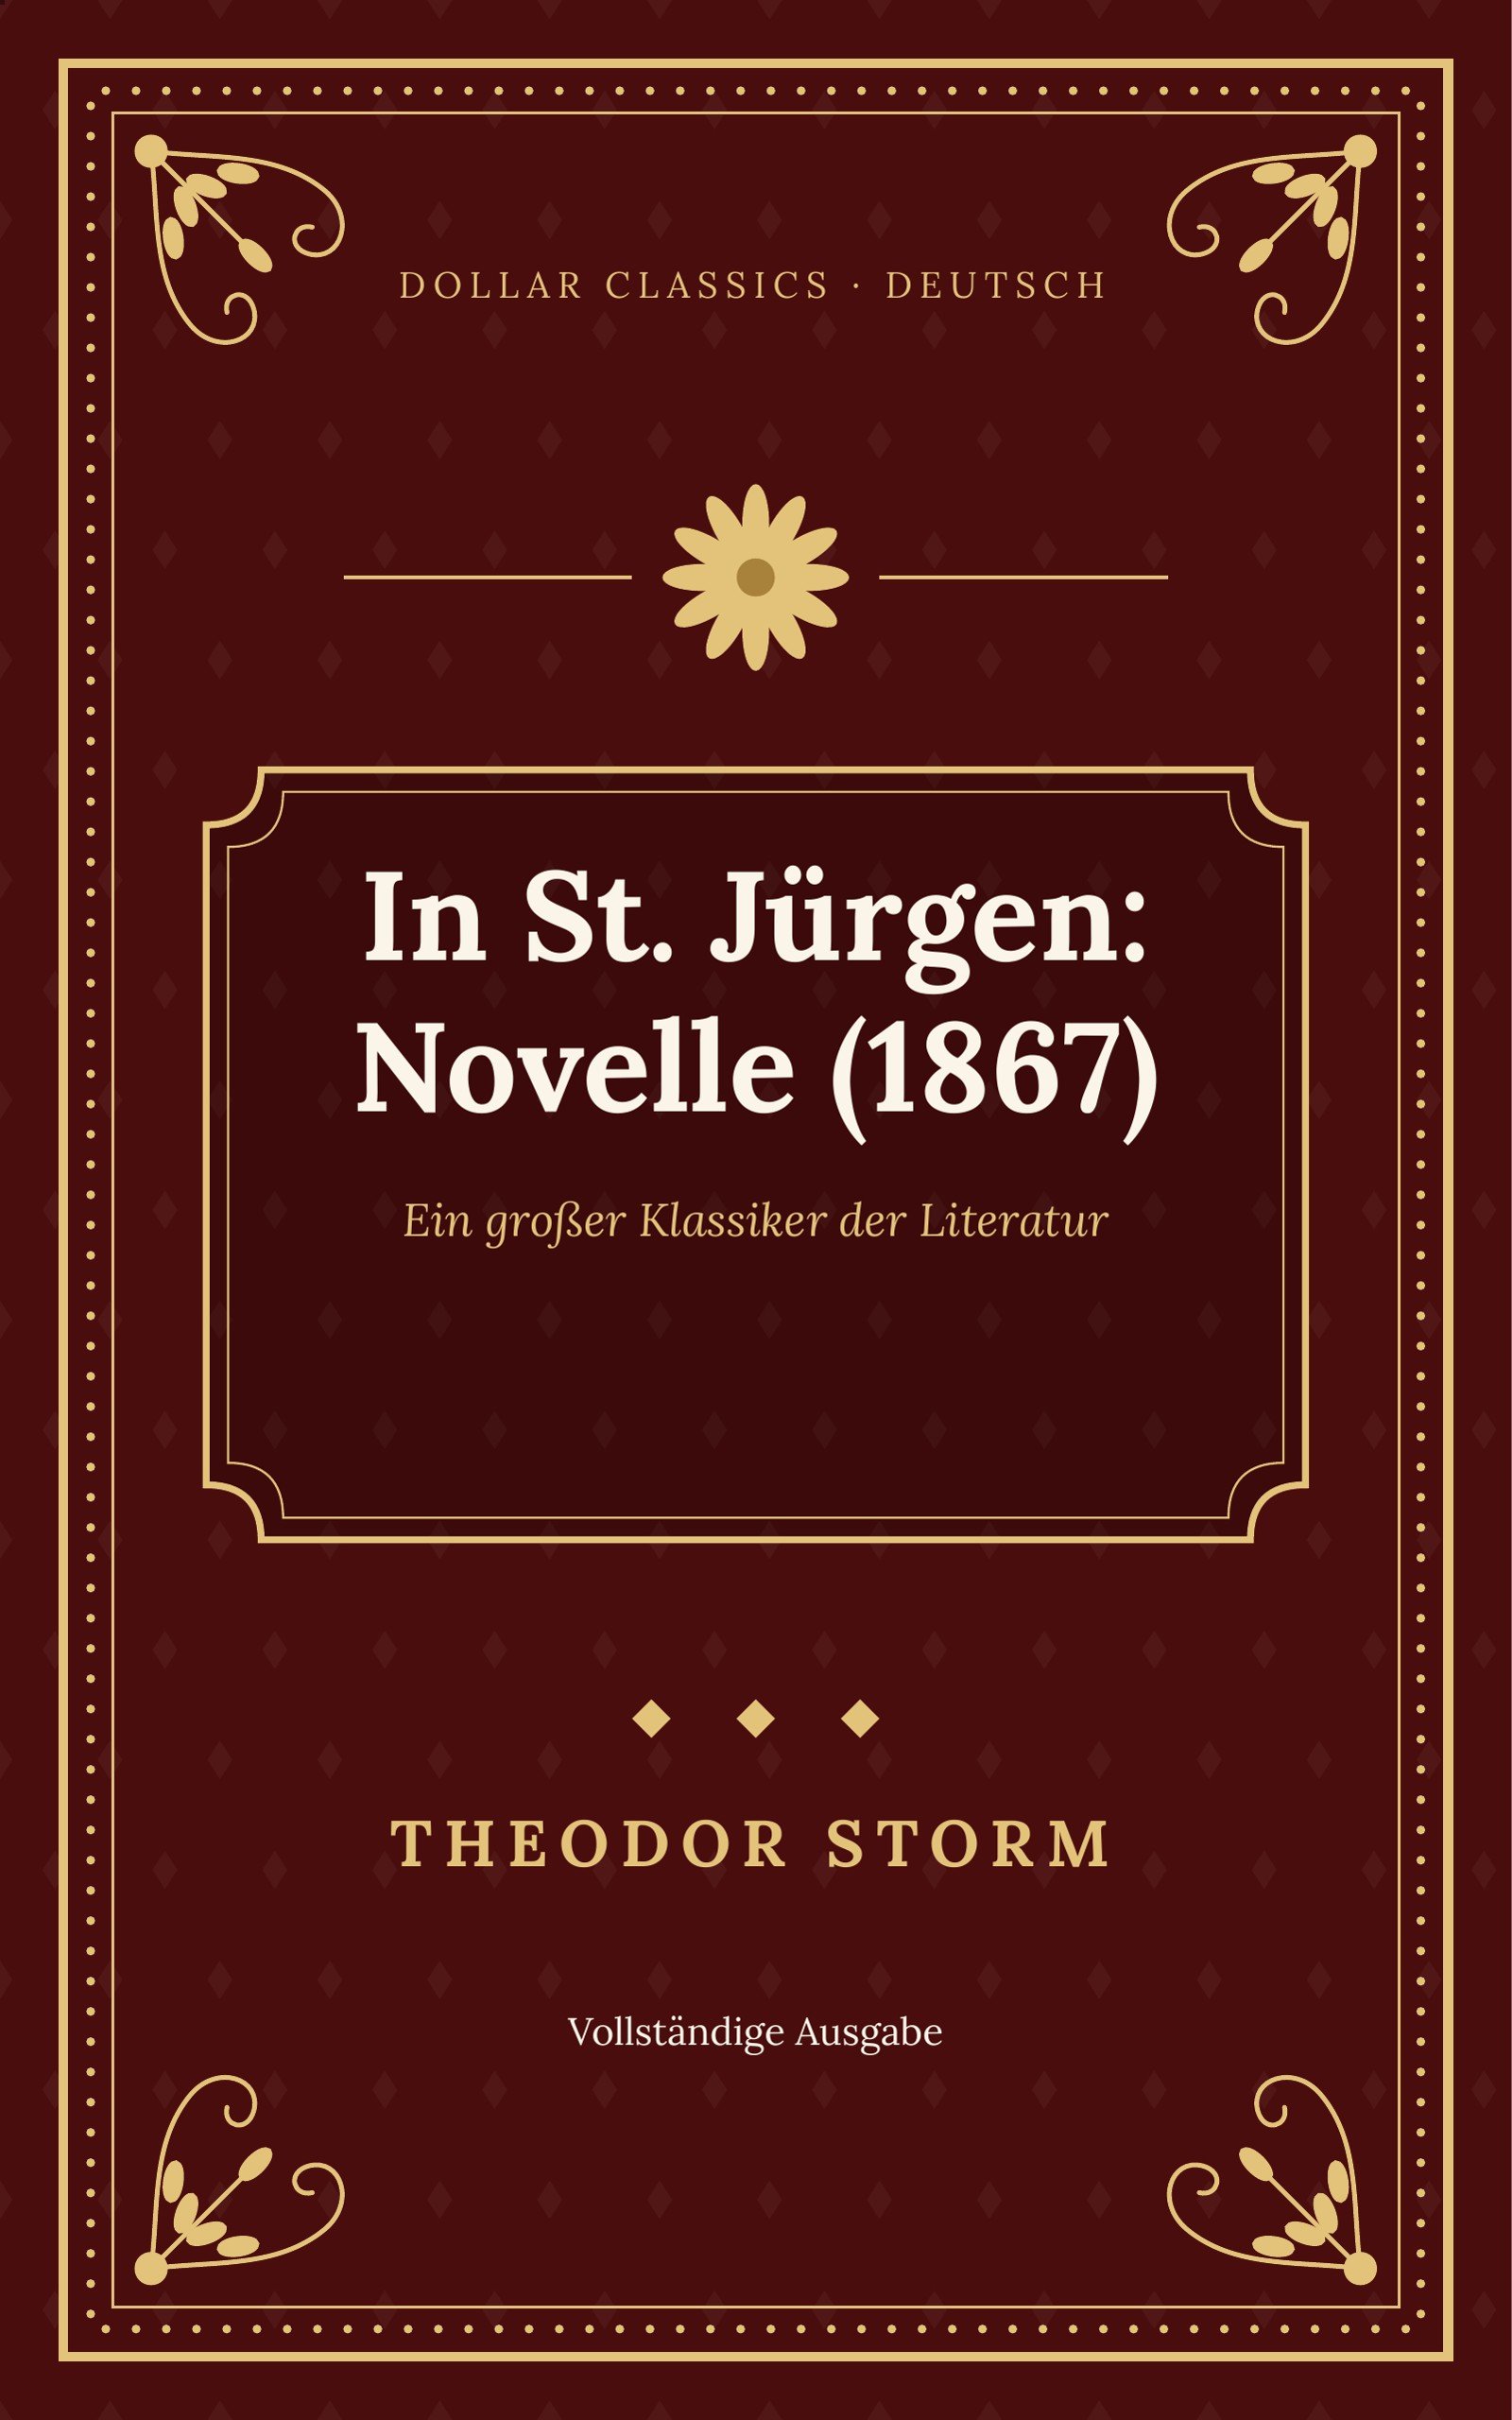 DOLLAR CLASSICS · DEUTSCH
In St. Jürgen:
Novelle (1867)
Ein großer Klassiker der Literatur
THEODOR STORM
Vollständige Ausgabe